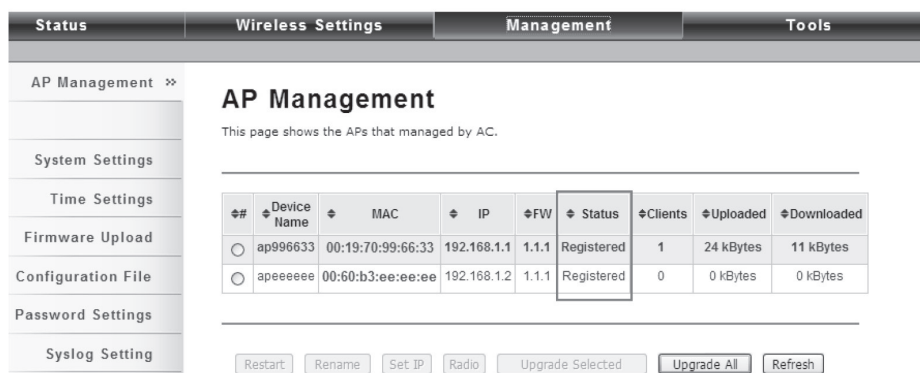 Status Wireless Settings Management Tools
AP Management »
AP Management
This page shows the APs that managed by AC.
System Settings
Time Settings
Firmware Upload
Configuration File
Password Settings
Syslog Setting
# Device Name MAC IP FW Status Clients Uploaded Downloaded
ap996633 00:19:70:99:66:33 192.168.1.1 1.1.1 Registered 1 24 kBytes 11 kBytes
apeeeeee 00:60:b3:ee:ee:ee 192.168.1.2 1.1.1 Registered 0 0 kBytes 0 kBytes
Restart Rename Set IP Radio Upgrade Selected Upgrade All Refresh